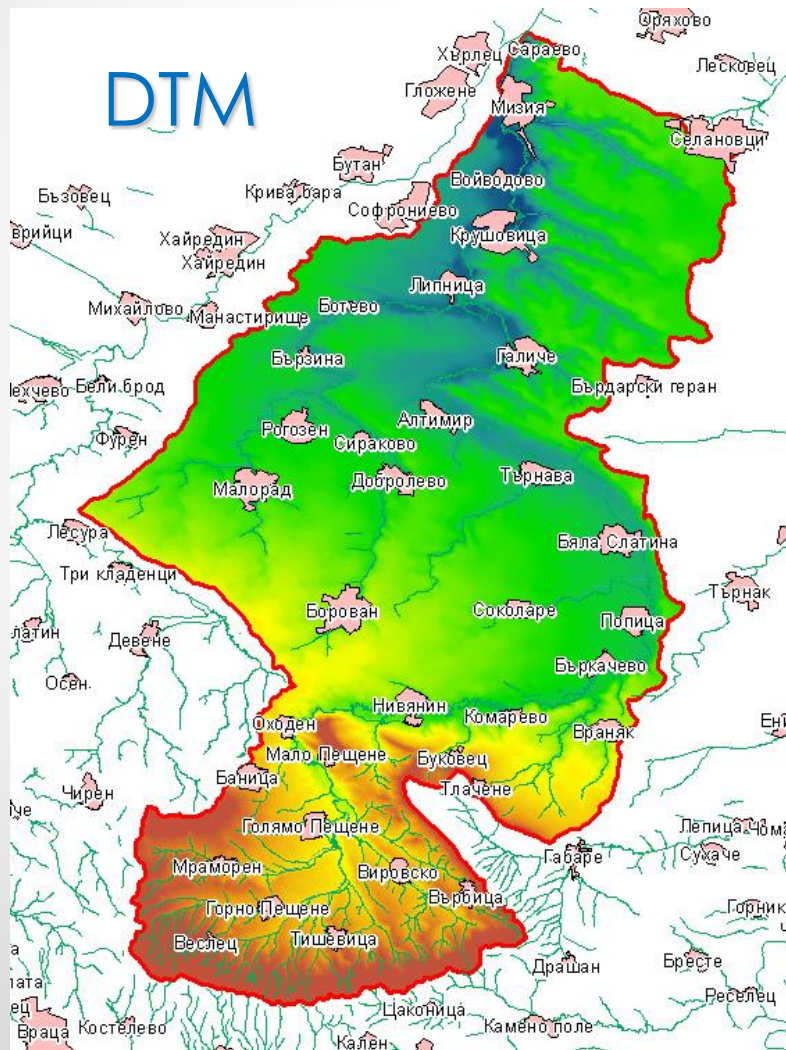 DTM
Оряхово
Хърлец
Сараево
Лесковец
Гложене
Мизия
Селановци
Бутан
Войводово
Бъзовец
Крива бара
Софрониево
Крушовица
Хайредин
Хайредин
Липница
Михайлово
Манастирище
Ботево
Галиче
Бързина
Бели брод
Бърдарски геран
Фурен
Рогозен
Алтимир
Сираково
Малорад
Добролево
Търнава
Лесура
Бяла Слатина
Три кладенци
Търнак
Борован
Соколаре
Попица
Девене
Бъркачево
Осен
Нивянин
Комарево
Оходен
Враняк
Мало Пещене
Буковец
Баница
Тлачене
Чирен
Голямо Пещене
Лепица
Сухаче
Габаре
Мраморен
Вировско
Върбица
Горно Пещене
Веслец
Тишевица
Драшан
Бресте
Реселец
Цаконица
Враца
Костелево
Камено поле
Кален